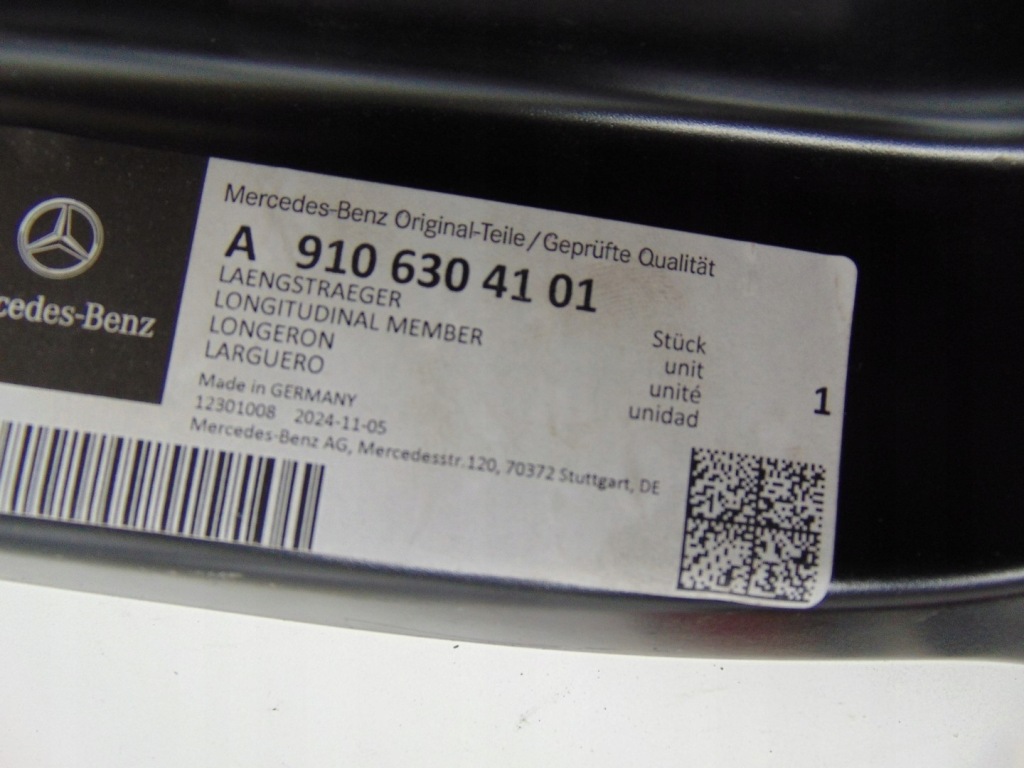 Mercedes-Benz Original-Teile/Geprüfte Qualität
A 910 630 41 01
LAENGSTRAEGER
LONGITUDINAL MEMBER
LONGERON
LARGUERO
Stück
unit
unité
unidad
1
Made in GERMANY
12301008 2024-11-05
Mercedes-Benz AG, Mercedesstr.120, 70372 Stuttgart, DE
cedes-Benz